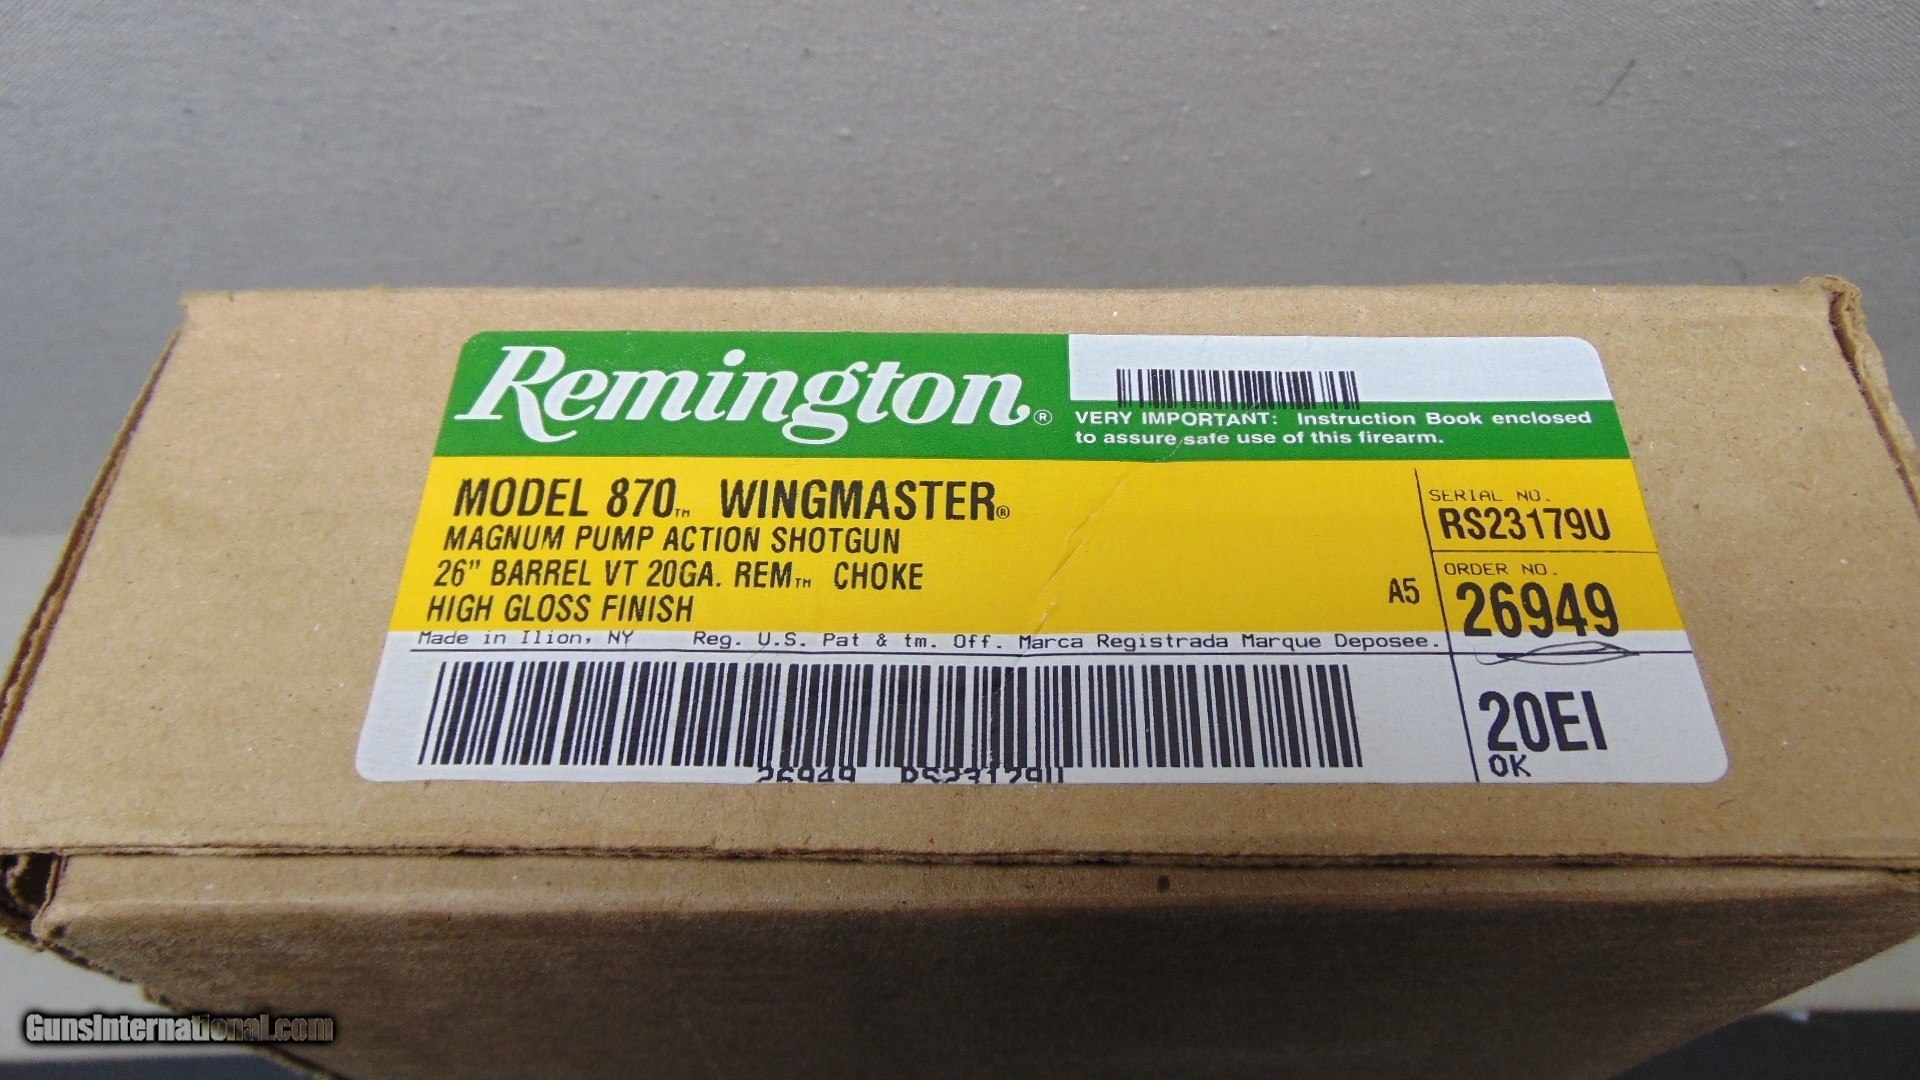 Remington®
VERY IMPORTANT: Instruction Book enclosed
to assure safe use of this firearm.
MODEL 870™ WINGMASTER®
MAGNUM PUMP ACTION SHOTGUN
26" BARREL VT 20GA. REM™ CHOKE
HIGH GLOSS FINISH
A5
SERIAL NO.
RS23179U
ORDER NO.
26949
Made in Ilion, NY Reg. U.S. Pat & tm. Off. Marca Registrada Marque Deposee.
26949 RS23179U
20EI
OK
GunsInternational.com